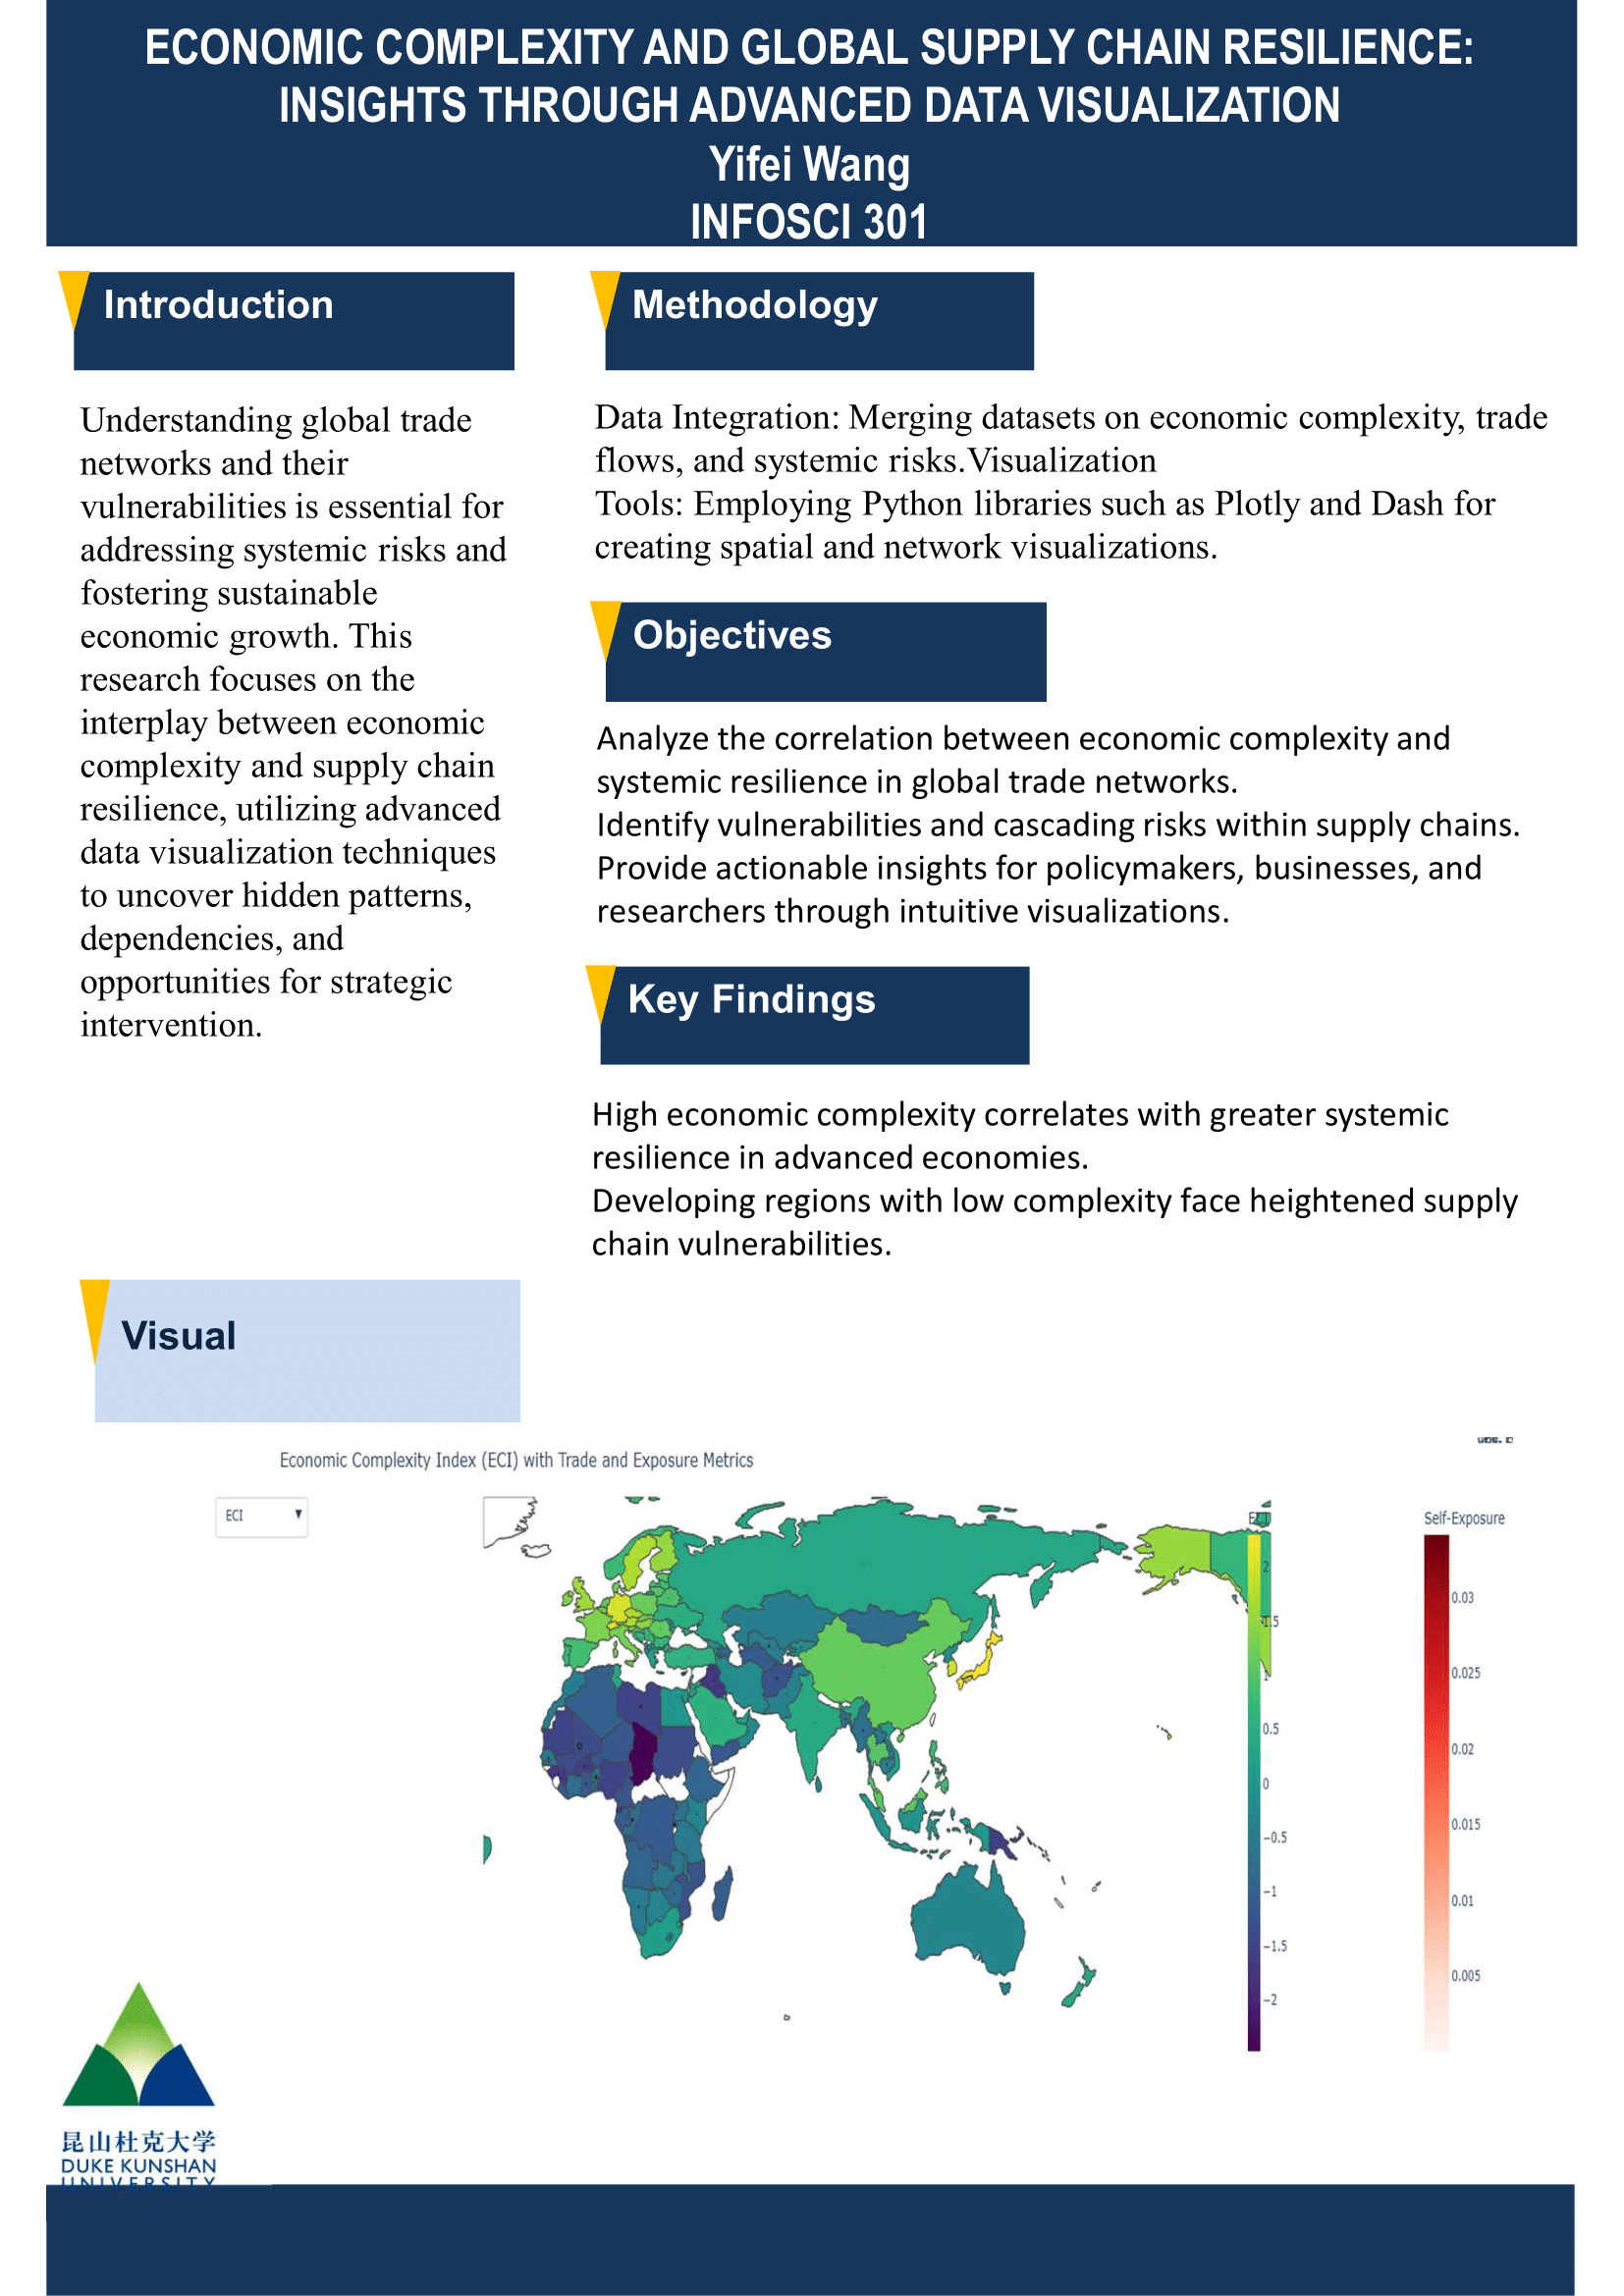 ECONOMIC COMPLEXITY AND GLOBAL SUPPLY CHAIN RESILIENCE:
INSIGHTS THROUGH ADVANCED DATA VISUALIZATION
Yifei Wang
INFOSCI 301
Introduction
Understanding global trade
networks and their
vulnerabilities is essential for
addressing systemic risks and
fostering sustainable
economic growth. This
research focuses on the
interplay between economic
complexity and supply chain
resilience, utilizing advanced
data visualization techniques
to uncover hidden patterns,
dependencies, and
opportunities for strategic
intervention.
Methodology
Data Integration: Merging datasets on economic complexity, trade
flows, and systemic risks.Visualization
Tools: Employing Python libraries such as Plotly and Dash for
creating spatial and network visualizations.
Objectives
Analyze the correlation between economic complexity and
systemic resilience in global trade networks.
Identify vulnerabilities and cascading risks within supply chains.
Provide actionable insights for policymakers, businesses, and
researchers through intuitive visualizations.
Key Findings
High economic complexity correlates with greater systemic
resilience in advanced economies.
Developing regions with low complexity face heightened supply
chain vulnerabilities.
Visual
Economic Complexity Index (ECI) with Trade and Exposure Metrics
ECI
ECI
2
1.5
1
0.5
0
−0.5
−1
−1.5
−2
Self-Exposure
0.03
0.025
0.02
0.015
0.01
0.005
昆山杜克大学
DUKE KUNSHAN
UNIVERSITY